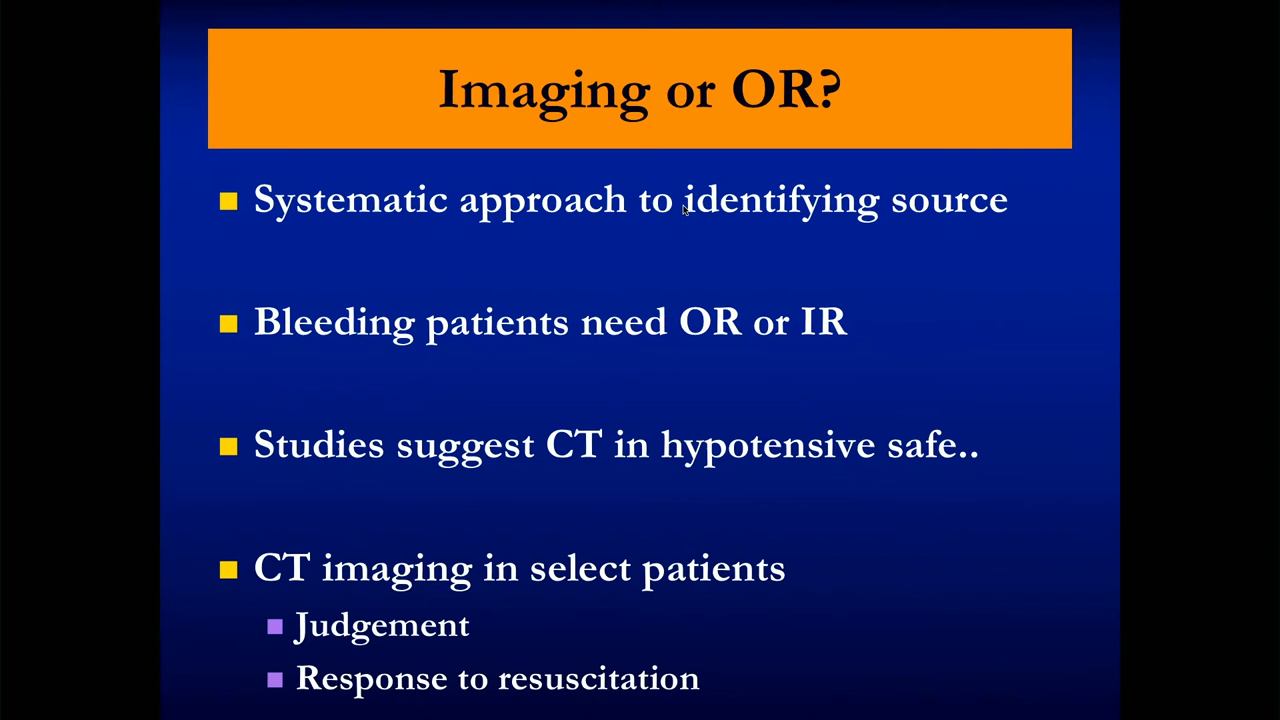 Imaging or OR?
Systematic approach to identifying source
Bleeding patients need OR or IR
Studies suggest CT in hypotensive safe..
CT imaging in select patients
Judgement
Response to resuscitation